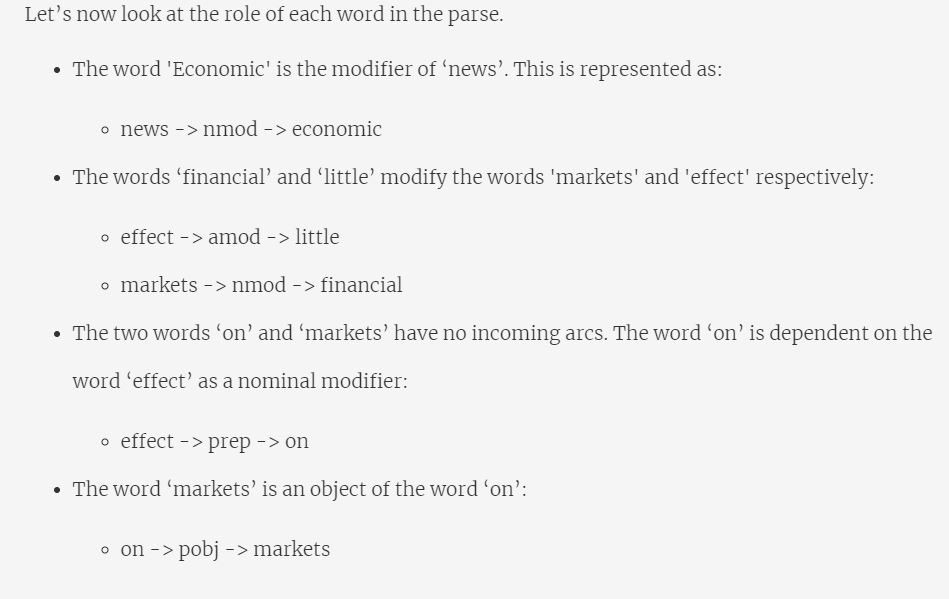 Let’s now look at the role of each word in the parse.
• The word 'Economic' is the modifier of ‘news’. This is represented as:
◦ news -> nmod -> economic
• The words ‘financial’ and ‘little’ modify the words 'markets' and 'effect' respectively:
◦ effect -> amod -> little
◦ markets -> nmod -> financial
• The two words ‘on’ and ‘markets’ have no incoming arcs. The word ‘on’ is dependent on the
word ‘effect’ as a nominal modifier:
◦ effect -> prep -> on
• The word ‘markets’ is an object of the word ‘on’:
◦ on -> pobj -> markets